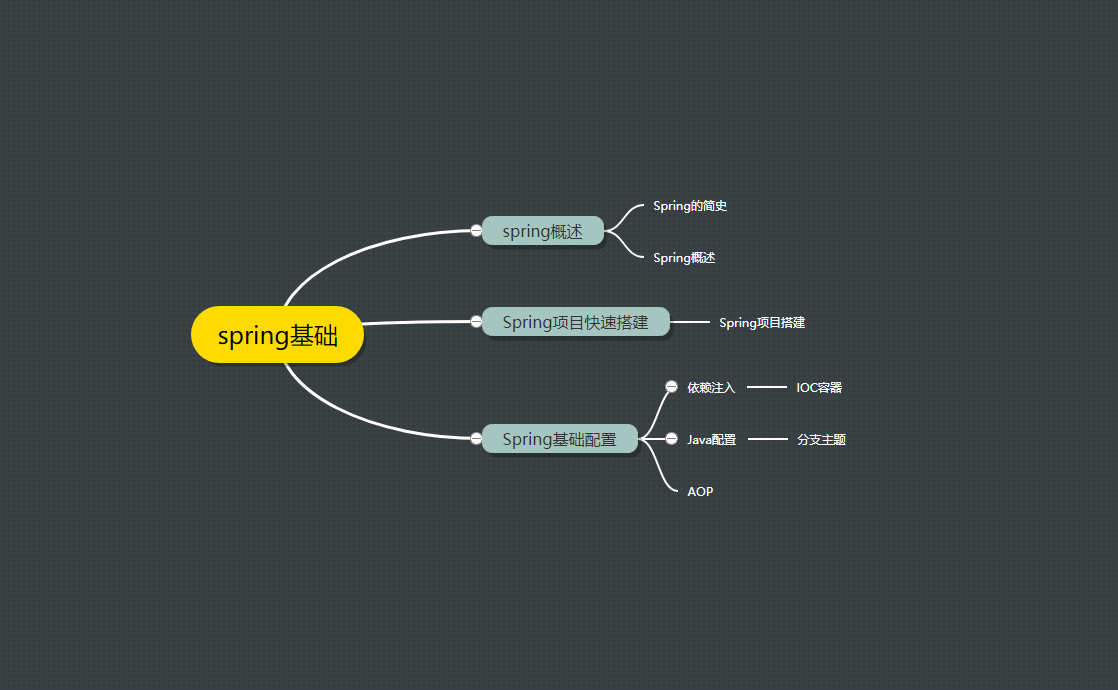 spring基础
spring概述
Spring的简史
Spring概述
Spring项目快速搭建
Spring项目搭建
Spring基础配置
依赖注入
IOC容器
Java配置
分支主题
AOP